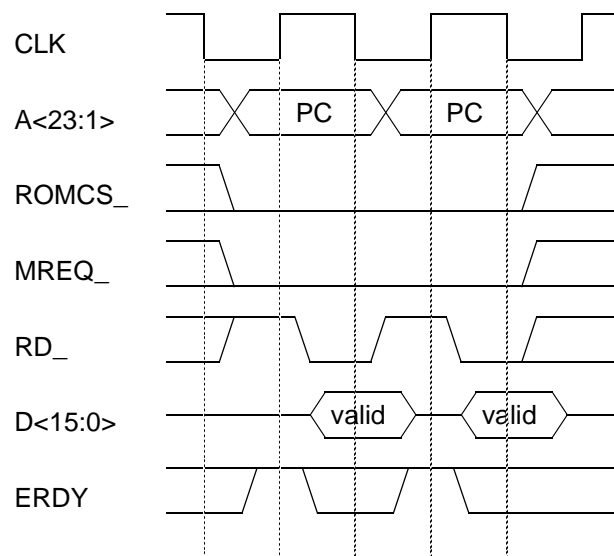 CLK
A<23:1>
PC
PC
ROMCS_
MREQ_
RD_
D<15:0>
valid
valid
ERDY